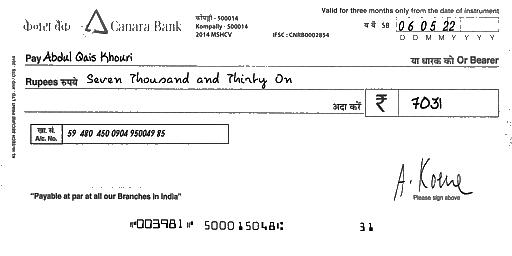 Valid for three months only from the date of instrument
केनरा बैंक Canara Bank
कोंपल्ली - 500014
Kompally - 500014
2014 MSHCV
IFSC : CNRB0002854
SB 06 05 22
D D M M Y Y Y Y
Pay Abdul Qais Khouri या धारक को Or Bearer
Rupees रुपये Seven Thousand and Thinty On
अदा करें ₹ 7031
खा. सं.
A/c. No. 59 480 450 0904 950049 85
A. Kome
Please sign above
"Payable at par at all our Branches in India"
⑈003981⑈ 500015048⑆ 31